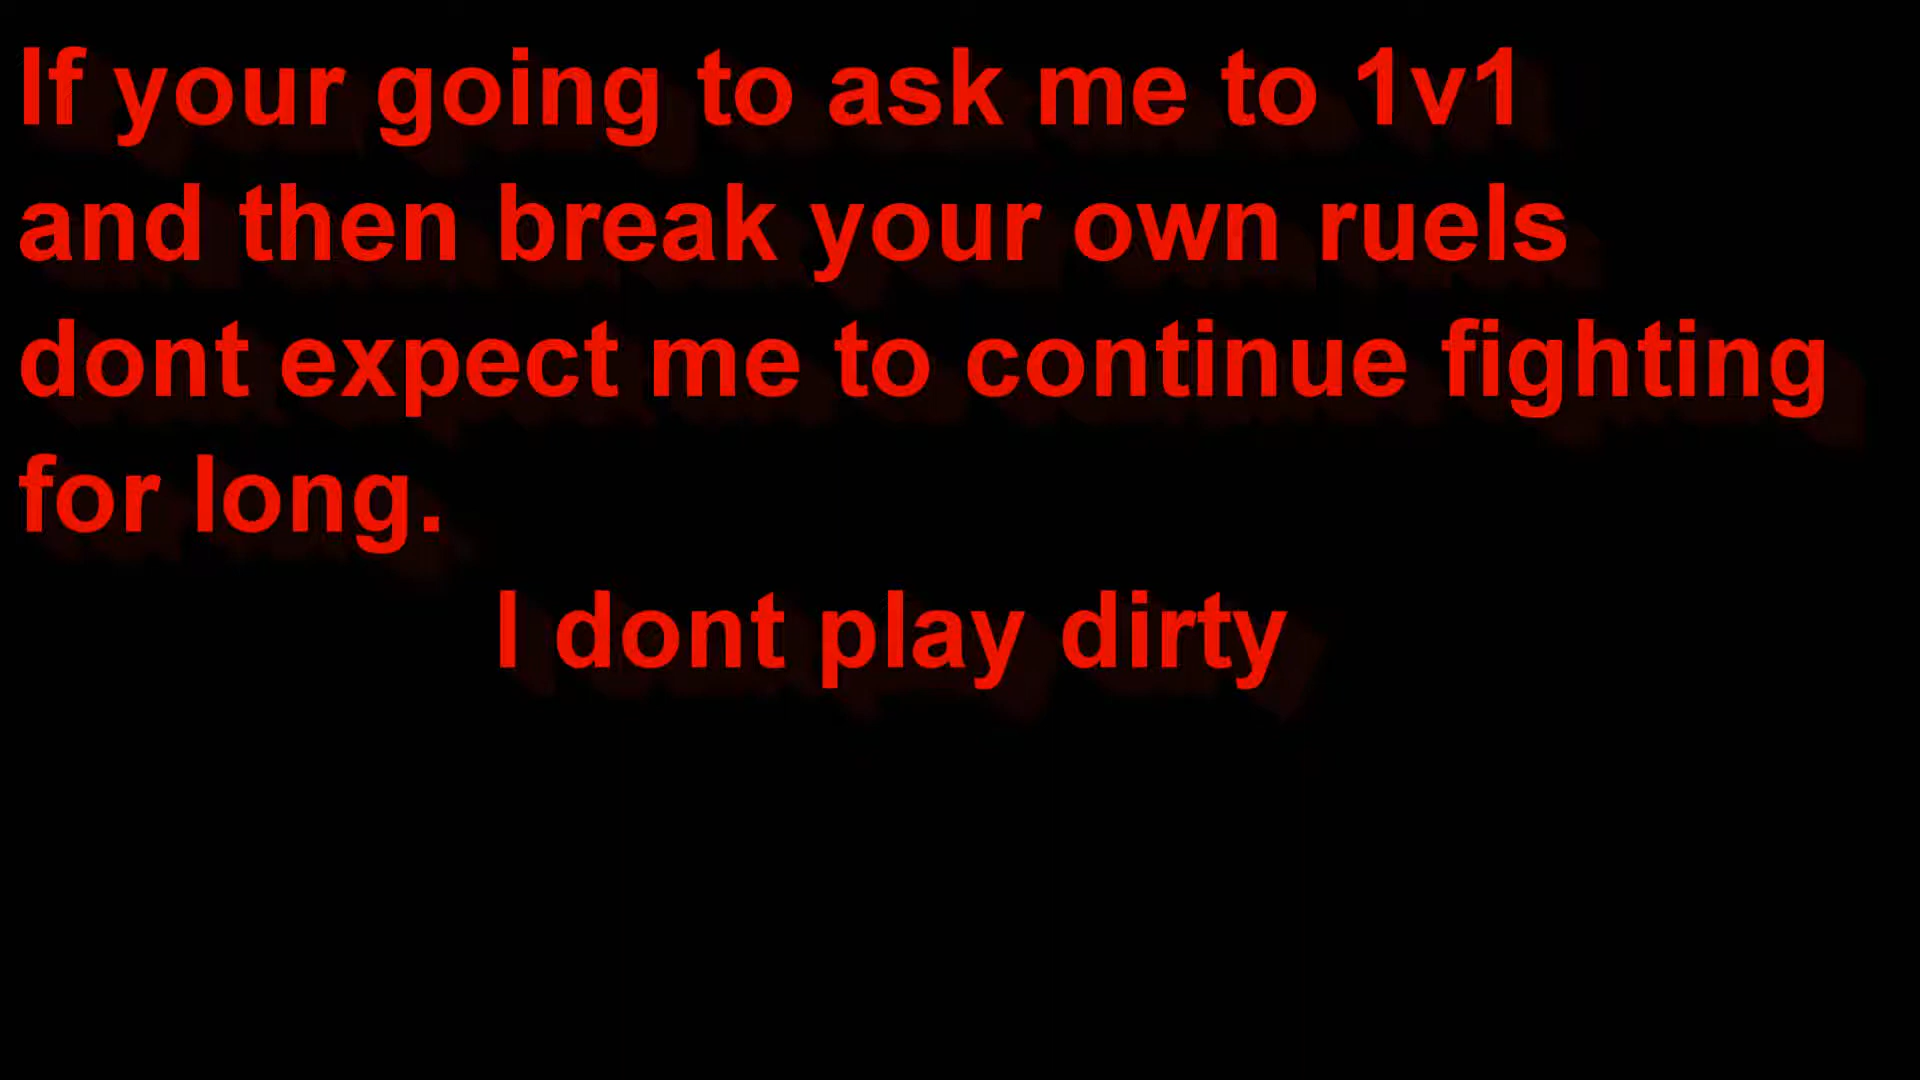 If your going to ask me to 1v1
and then break your own ruels
dont expect me to continue fighting
for long.
I dont play dirty